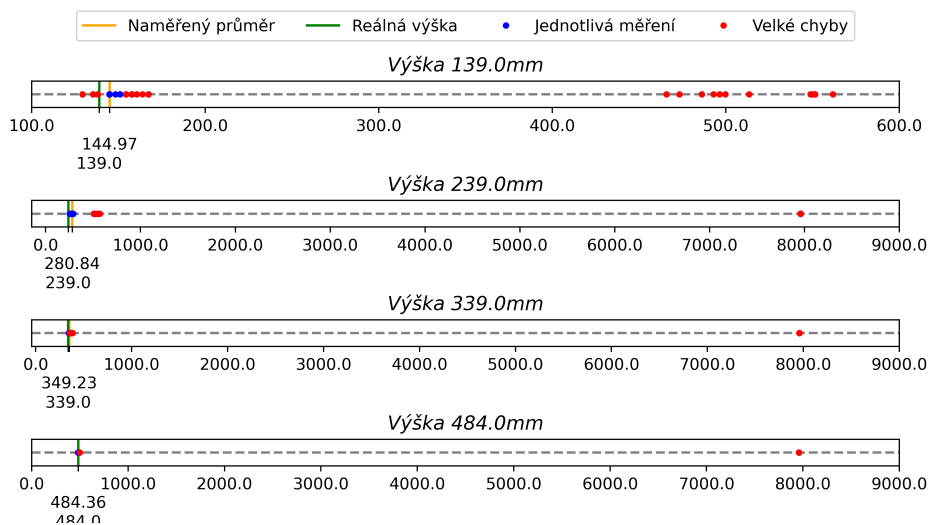 Naměřený průměr Reálná výška Jednotlivá měření Velké chyby
Výška 139.0mm
100.0 200.0 300.0 400.0 500.0 600.0
144.97
139.0
Výška 239.0mm
0.0 1000.0 2000.0 3000.0 4000.0 5000.0 6000.0 7000.0 8000.0 9000.0
280.84
239.0
Výška 339.0mm
0.0 1000.0 2000.0 3000.0 4000.0 5000.0 6000.0 7000.0 8000.0 9000.0
349.23
339.0
Výška 484.0mm
0.0 1000.0 2000.0 3000.0 4000.0 5000.0 6000.0 7000.0 8000.0 9000.0
484.36
484.0